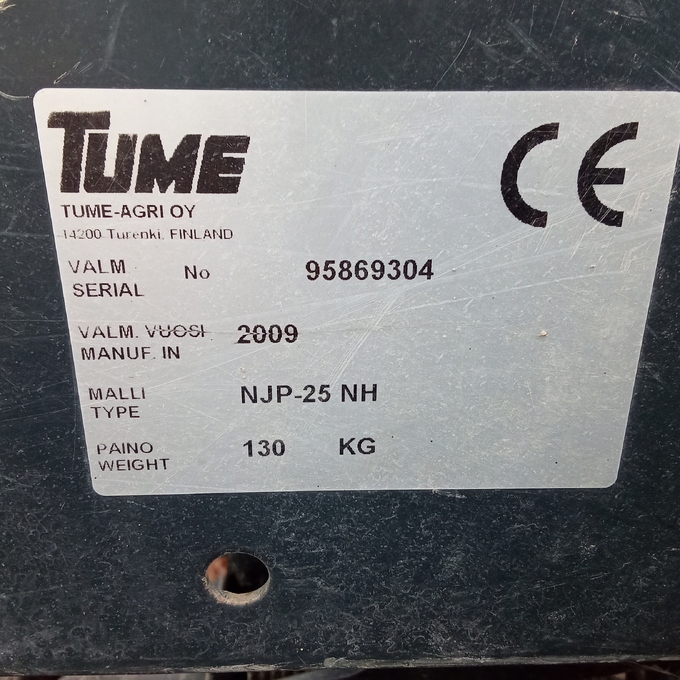 TUME
CE
TUME-AGRI OY
14200 Turenki, FINLAND
VALM No 95869304
SERIAL
VALM. VUOSI 2009
MANUF. IN
MALLI NJP-25 NH
TYPE
PAINO 130 KG
WEIGHT